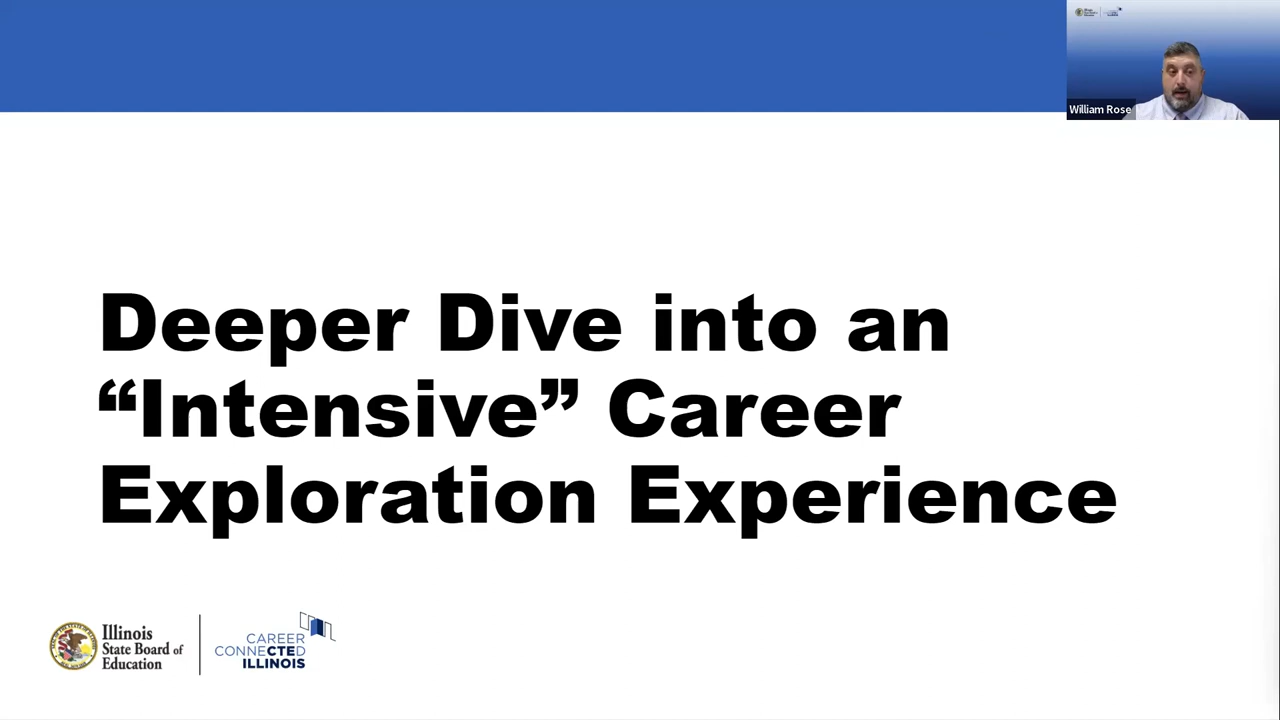 William Rose
Deeper Dive into an
“Intensive” Career
Exploration Experience
Illinois
State Board of
Education
CAREER
CONNECTED
ILLINOIS